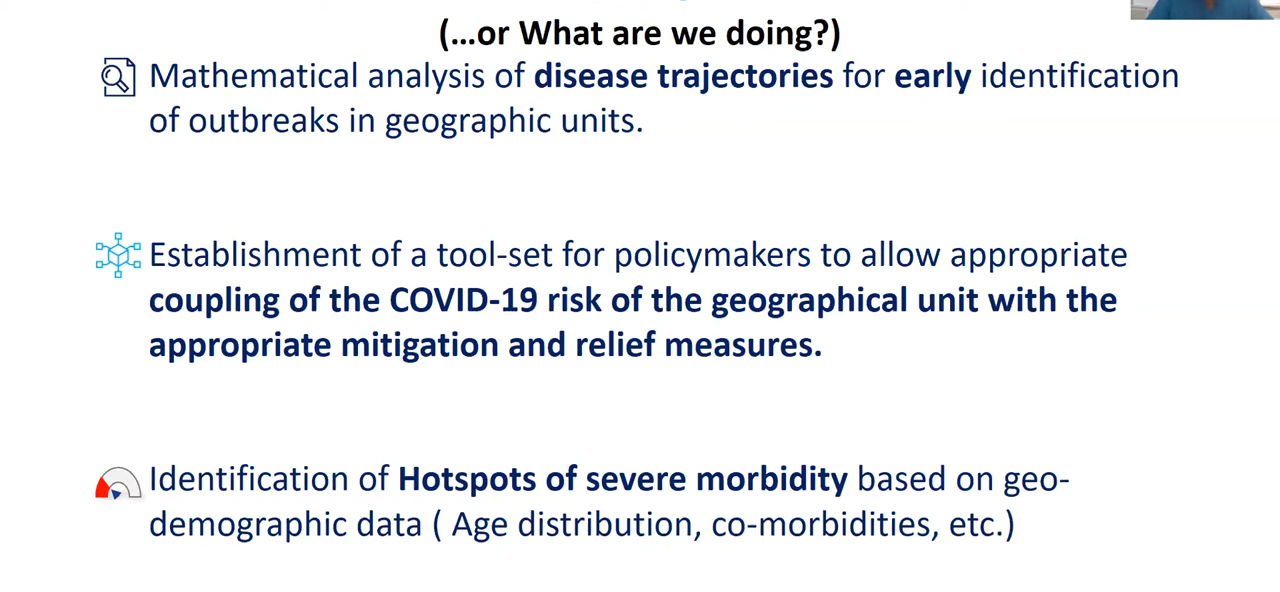 (...or What are we doing?)
Mathematical analysis of disease trajectories for early identification
of outbreaks in geographic units.
Establishment of a tool-set for policymakers to allow appropriate
coupling of the COVID-19 risk of the geographical unit with the
appropriate mitigation and relief measures.
Identification of Hotspots of severe morbidity based on geo-
demographic data ( Age distribution, co-morbidities, etc.)